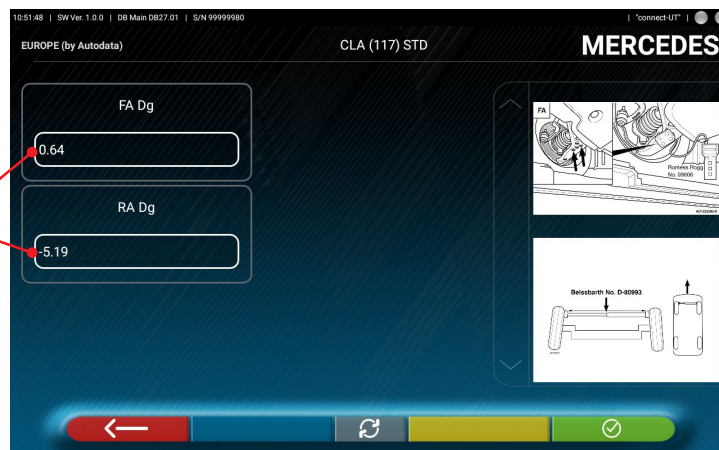 10:51:48 | SW Ver. 1.0.0 | DB Main DB27.01 | S/N 99999980 | "connect-UT" |
EUROPE (by Autodata) CLA (117) STD MERCEDES
FA Dg
0.64
RA Dg
-5.19
FA
Romess Rogg
No. 09606
Beissbarth No. D-80993